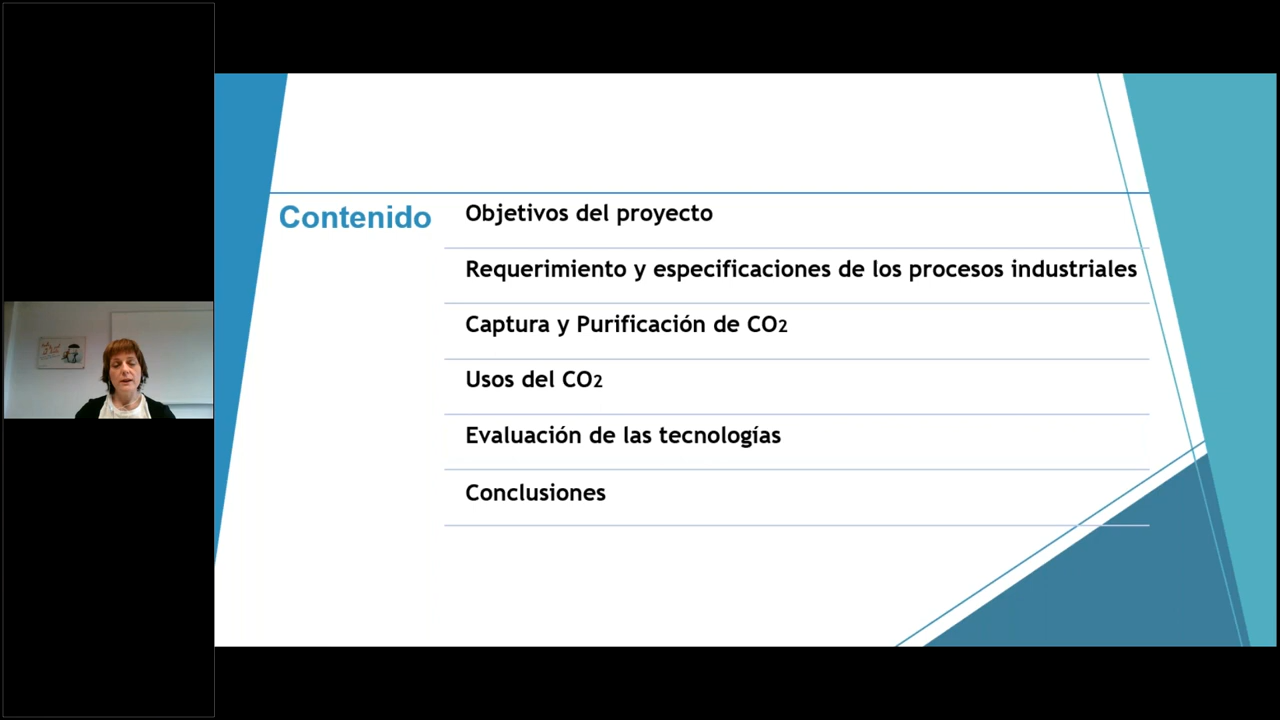 Contenido
Objetivos del proyecto
Requerimiento y especificaciones de los procesos industriales
Captura y Purificación de CO2
Usos del CO2
Evaluación de las tecnologías
Conclusiones